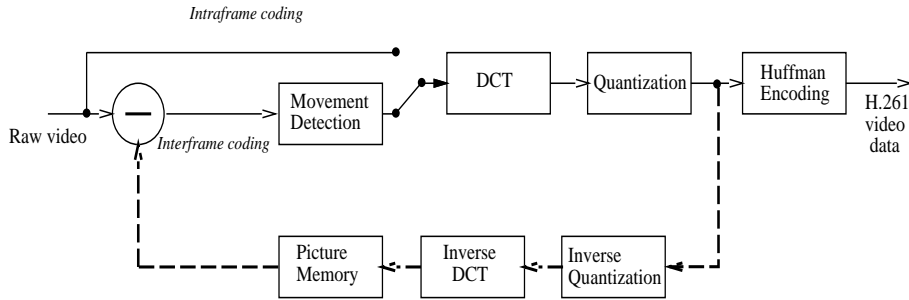 Intraframe coding
DCT
Quantization
Huffman
Encoding
Movement
Detection
Raw video
Interframe coding
H.261
video
data
Picture
Memory
Inverse
DCT
Inverse
Quantization